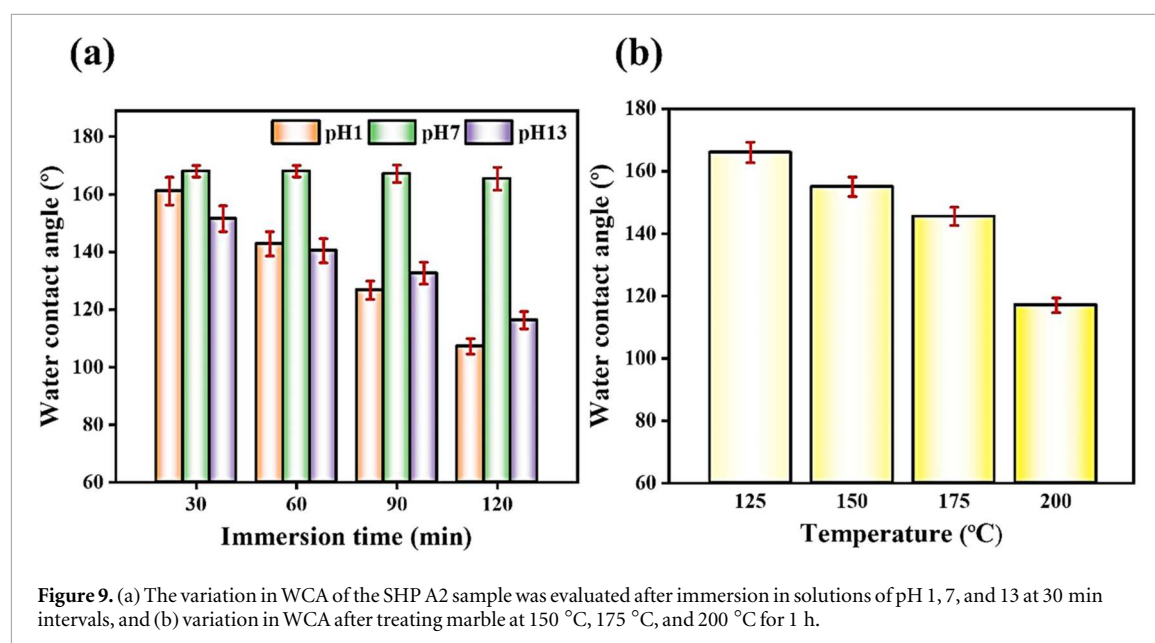 (a)
Water contact angle (°)
180
160
140
120
100
80
60
pH1 pH7 pH13
30 60 90 120
Immersion time (min)
(b)
Water contact angle (°)
180
160
140
120
100
80
60
125 150 175 200
Temperature (°C)
Figure 9. (a) The variation in WCA of the SHP A2 sample was evaluated after immersion in solutions of pH 1, 7, and 13 at 30 min
intervals, and (b) variation in WCA after treating marble at 150 °C, 175 °C, and 200 °C for 1 h.